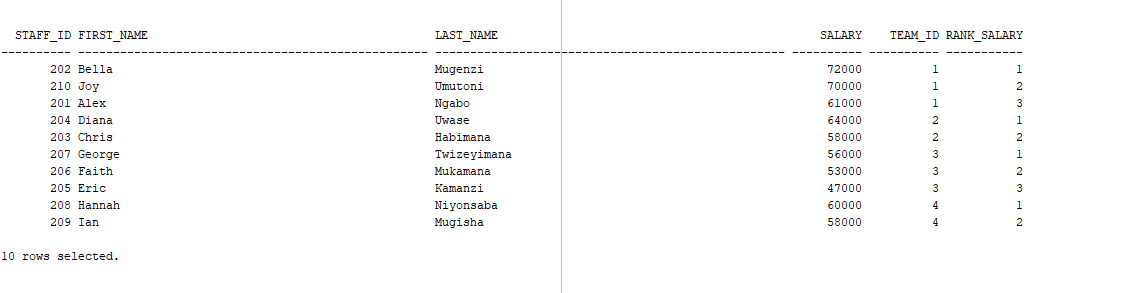 STAFF_ID FIRST_NAME LAST_NAME SALARY TEAM_ID RANK_SALARY
---------- -------------------------------------------------- -------------------------------------------------- ---------- ---------- -----------
202 Bella Mugenzi 72000 1 1
210 Joy Umutoni 70000 1 2
201 Alex Ngabo 61000 1 3
204 Diana Uwase 64000 2 1
203 Chris Habimana 58000 2 2
207 George Twizeyimana 56000 3 1
206 Faith Mukamana 53000 3 2
205 Eric Kamanzi 47000 3 3
208 Hannah Niyonsaba 60000 4 1
209 Ian Mugisha 58000 4 2
10 rows selected.